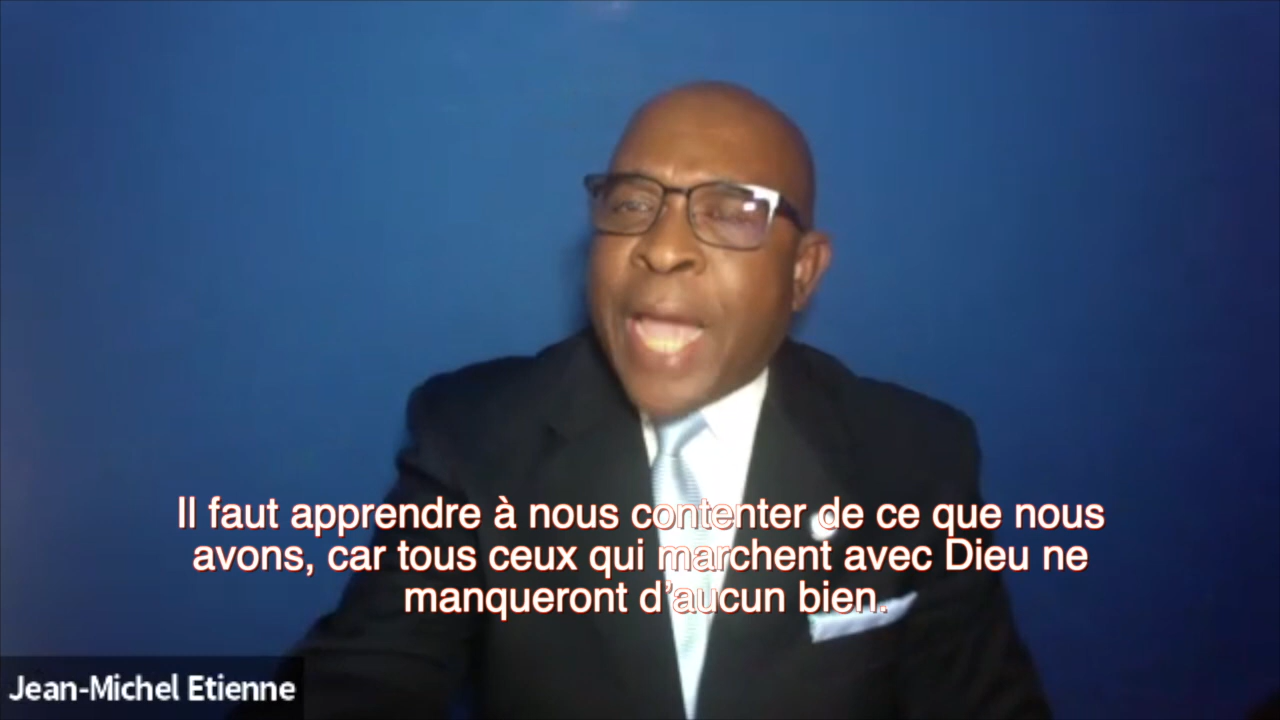 Il faut apprendre à nous contenter de ce que nous
avons, car tous ceux qui marchent avec Dieu ne
manqueront d'aucun bien.
Jean-Michel Etienne